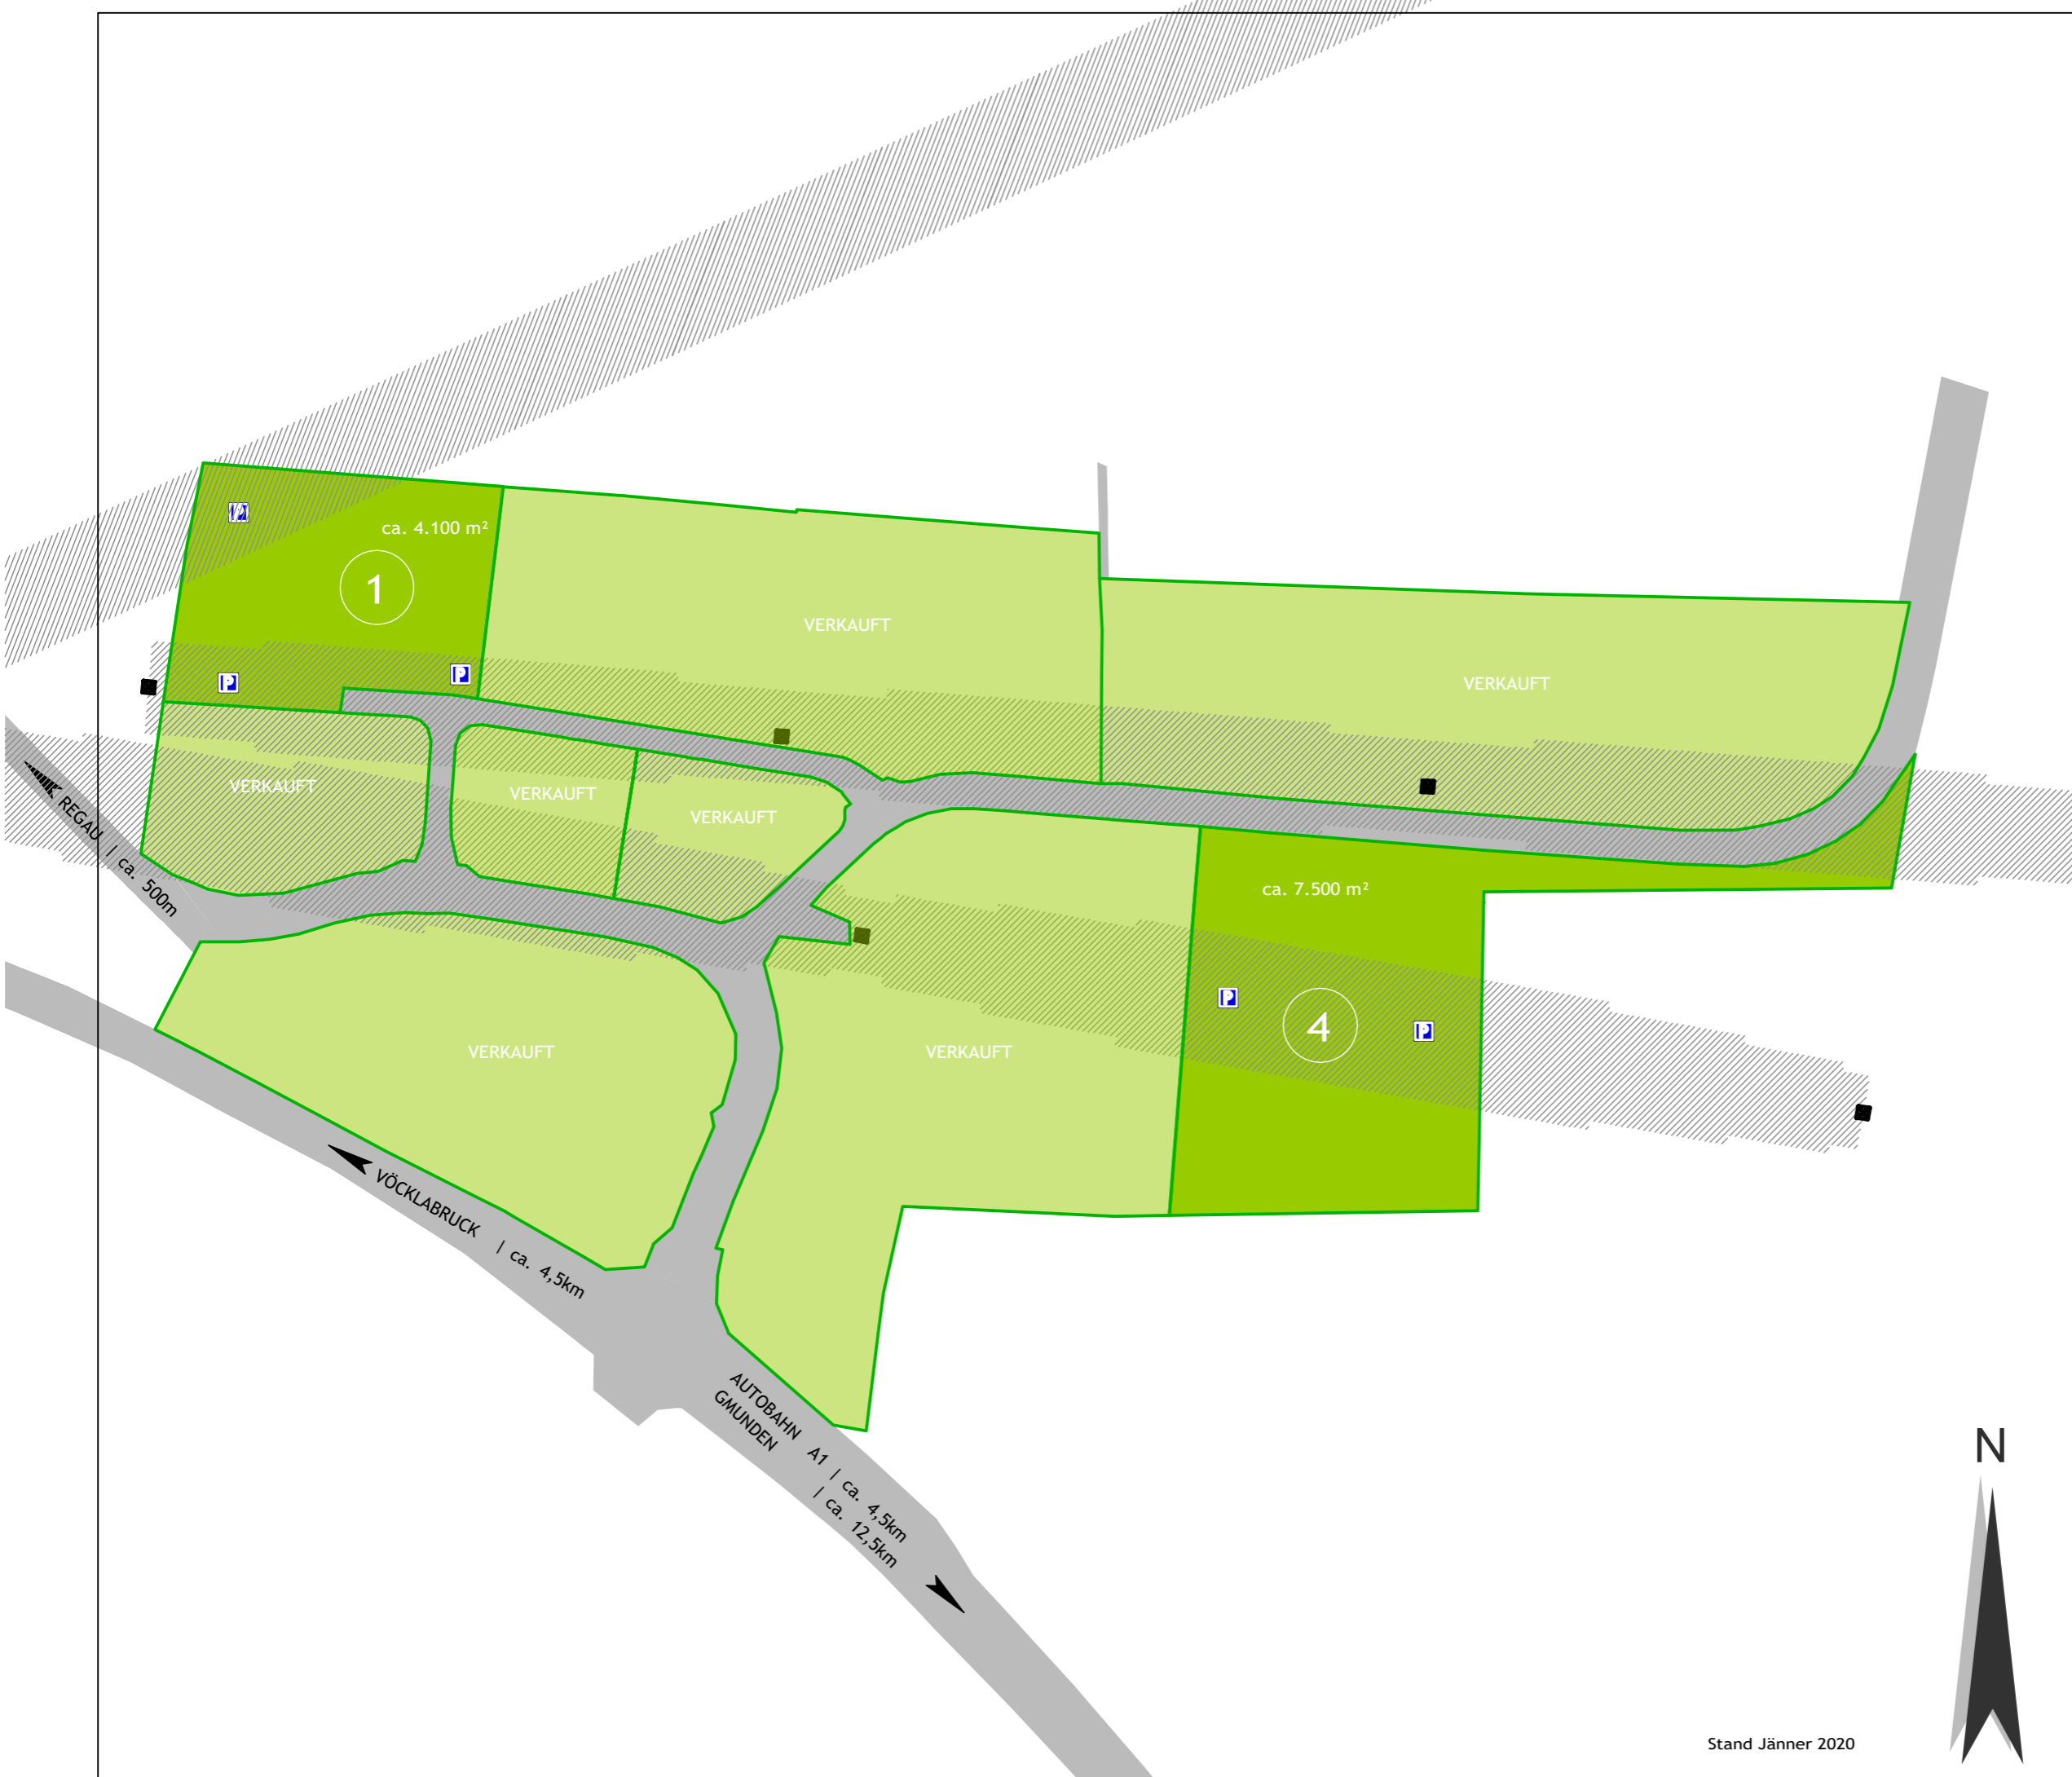 ca. 4.100 m²
1
VERKAUFT
VERKAUFT
P
P
VERKAUFT
VERKAUFT
VERKAUFT
REGAU | ca. 500m
ca. 7.500 m²
P
4
P
VERKAUFT
VERKAUFT
VÖCKLABRUCK | ca. 4,5km
AUTOBAHN A1 | ca. 4,5km
GMUNDEN | ca. 12,5km
N
Stand Jänner 2020